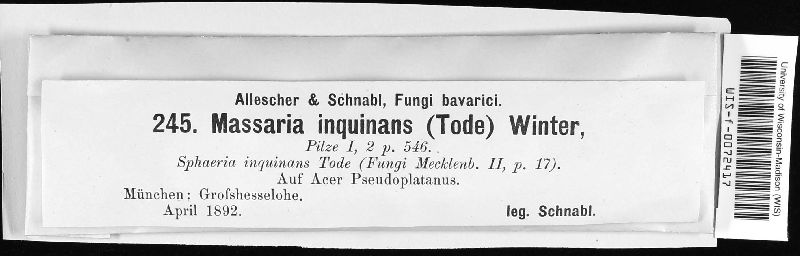 Allescher & Schnabl, Fungi bavarici.
245. Massaria inquinans (Tode) Winter,
Pilze I, 2 p. 546.
Sphaeria inquinans Tode (Fungi Mecklenb. II, p. 17).
Auf Acer Pseudoplatanus.
München: Grofshesselohe.
April 1892.
leg. Schnabl.
University of Wisconsin-Madison (WIS)
WIS-f-0072417